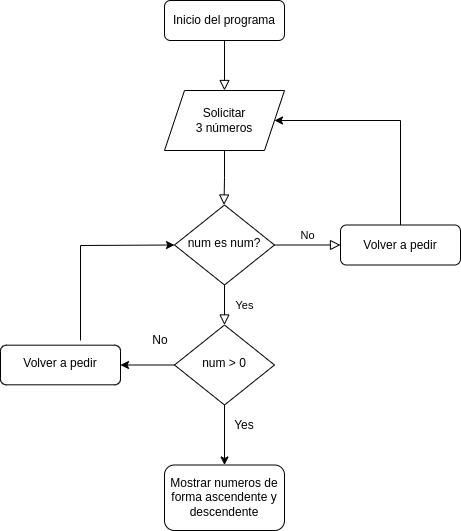 Inicio del programa
Solicitar
3 números
num es num?
No
Volver a pedir
Yes
No
Volver a pedir
num > 0
Yes
Mostrar numeros de
forma ascendente y
descendente